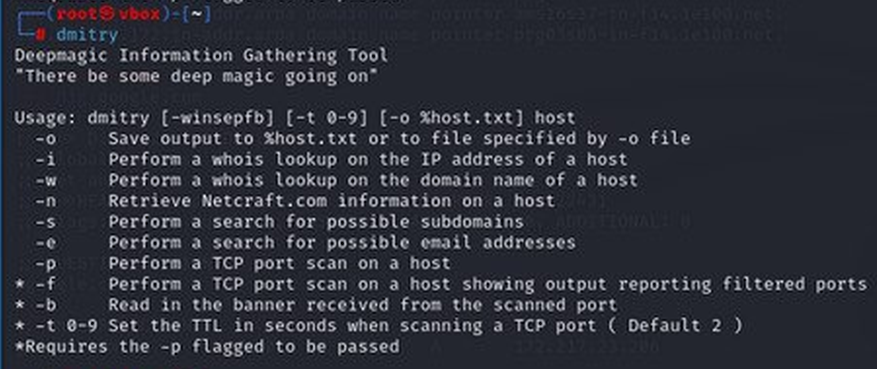 (root㉿vbox)-[~]
# dmitry
Deepmagic Information Gathering Tool
"There be some deep magic going on"
Usage: dmitry [-winsepfb] [-t 0-9] [-o %host.txt] host
-o Save output to %host.txt or to file specified by -o file
-i Perform a whois lookup on the IP address of a host
-w Perform a whois lookup on the domain name of a host
-n Retrieve Netcraft.com information on a host
-s Perform a search for possible subdomains
-e Perform a search for possible email addresses
-p Perform a TCP port scan on a host
* -f Perform a TCP port scan on a host showing output reporting filtered ports
* -b Read in the banner received from the scanned port
* -t 0-9 Set the TTL in seconds when scanning a TCP port ( Default 2 )
*Requires the -p flagged to be passed